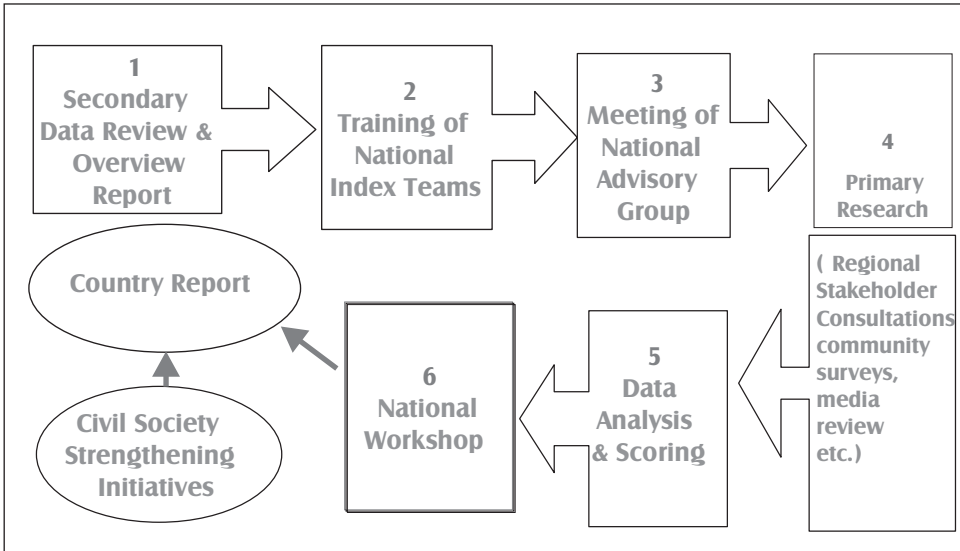 1
Secondary
Data Review &
Overview
Report
2
Training of
National
Index Teams
3
Meeting of
National
Advisory
Group
4
Primary
Research
( Regional
Stakeholder
Consultations
community
surveys,
media
review
etc.)
5
Data
Analysis
& Scoring
6
National
Workshop
Country Report
Civil Society
Strengthening
Initiatives